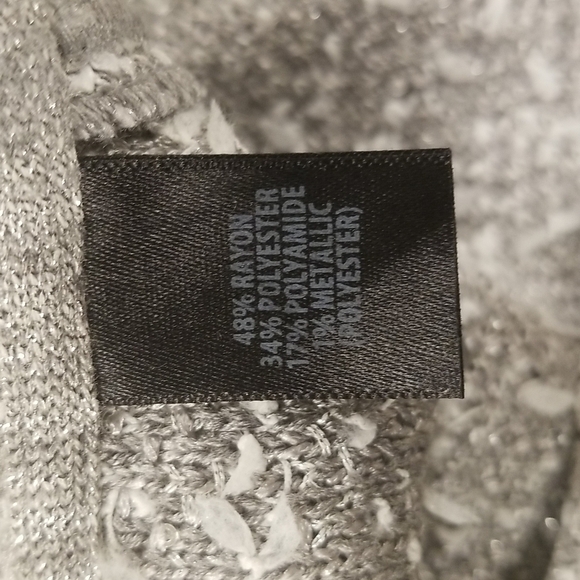 48% RAYON
34% POLYESTER
17% POLYAMIDE
1% METALLIC
(POLYESTER)